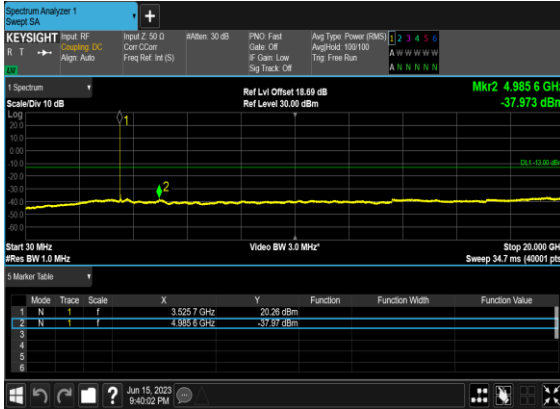 Spectrum Analyzer 1
Swept SA
+
KEYSIGHT
R T
Input: RF
Coupling: DC
Align: Auto
Input Z: 50 Ω
Corr CCorr
Freq Ref: Int (S)
#Atten: 30 dB
PNO: Fast
Gate: Off
IF Gain: Low
Sig Track: Off
Avg Type: Power (RMS)
Avg|Hold: 100/100
Trig: Free Run
1 2 3 4 5 6
A W W W W W
A N N N N N
1 Spectrum
Scale/Div 10 dB
Ref Lvl Offset 18.69 dB
Ref Level 30.00 dBm
Mkr2 4.985 6 GHz
-37.973 dBm
Log
20.0
10.0
0.00
-10.0
-20.0
-30.0
-40.0
-50.0
-60.0
1
2
DL1 -13.00 dBm
Start 30 MHz
#Res BW 1.0 MHz
Video BW 3.0 MHz*
Stop 20.000 GH
Sweep 34.7 ms (40001 pts
5 Marker Table
Mode Trace Scale X Y Function Function Width Function Value
1 N 1 f 3.525 7 GHz 20.26 dBm
2 N 1 f 4.985 6 GHz -37.97 dBm
3
4
5
6
?
Jun 15, 2023
9:40:02 PM